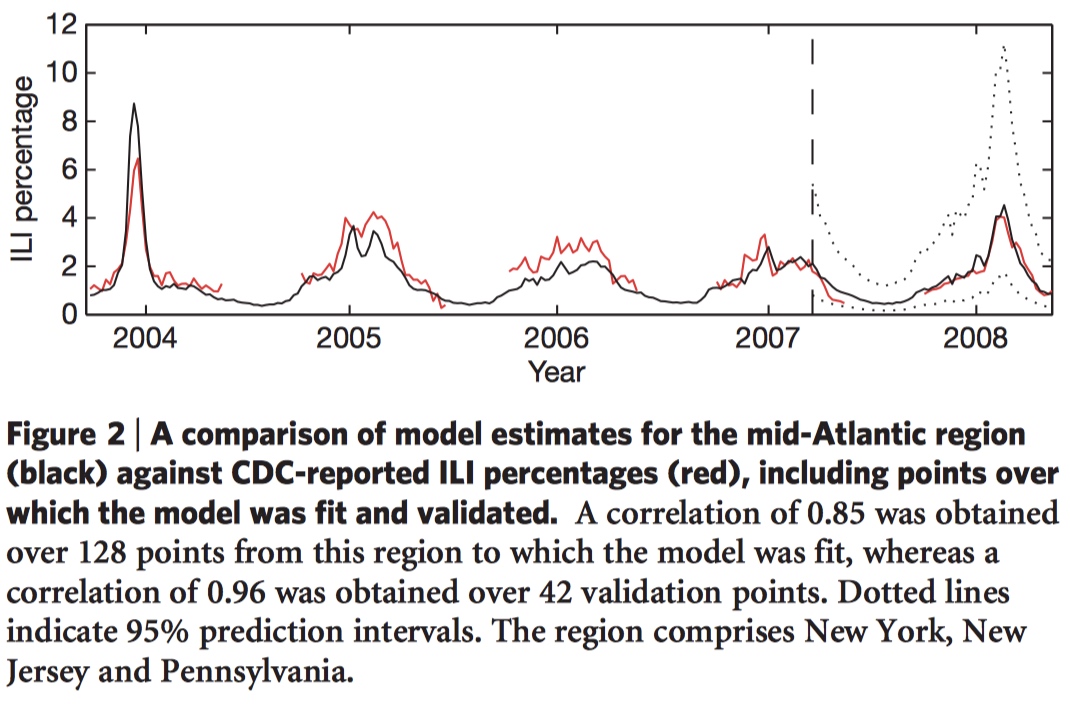 12
10
8
6
4
2
0
ILI percentage
2004 2005 2006 2007 2008
Year
Figure 2 | A comparison of model estimates for the mid-Atlantic region
(black) against CDC-reported ILI percentages (red), including points over
which the model was fit and validated. A correlation of 0.85 was obtained
over 128 points from this region to which the model was fit, whereas a
correlation of 0.96 was obtained over 42 validation points. Dotted lines
indicate 95% prediction intervals. The region comprises New York, New
Jersey and Pennsylvania.